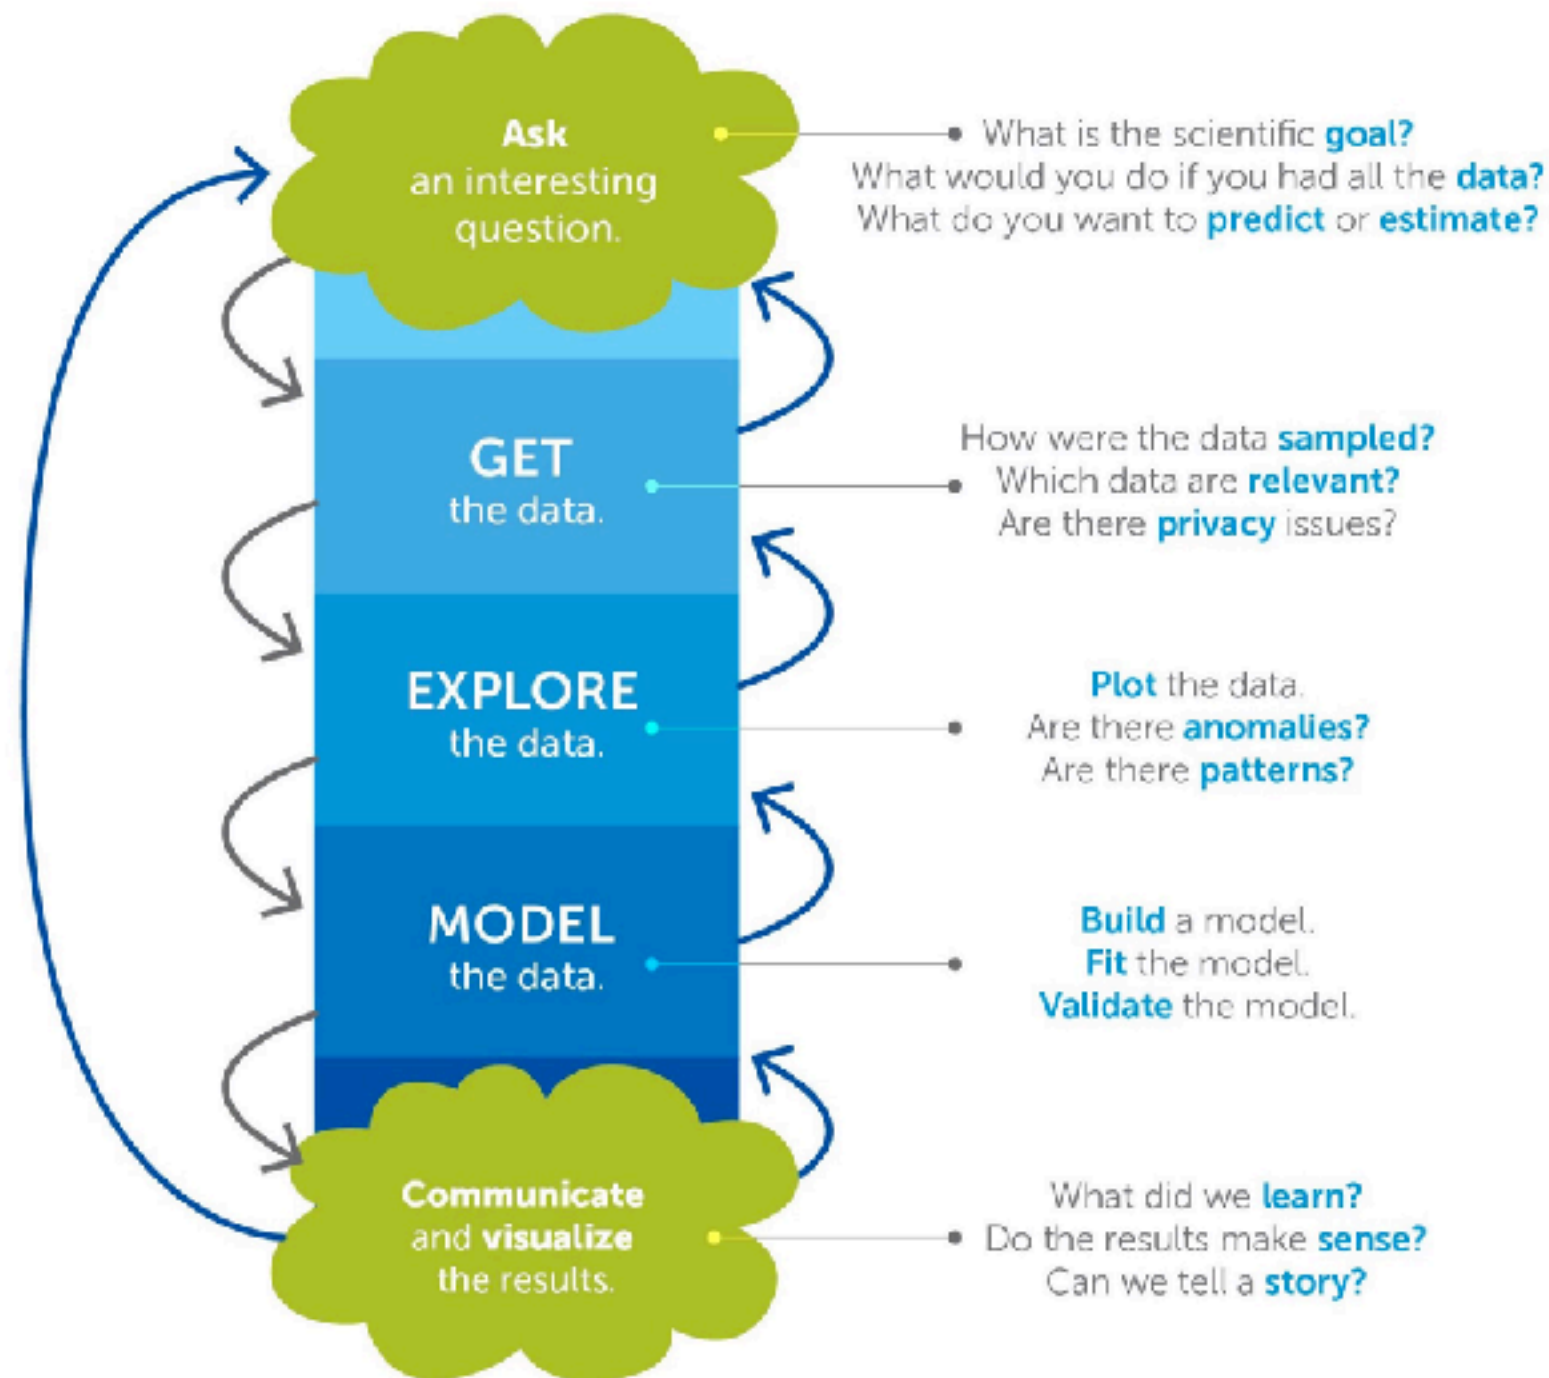 Ask
an interesting
question.
What is the scientific goal?
What would you do if you had all the data?
What do you want to predict or estimate?
GET
the data.
How were the data sampled?
Which data are relevant?
Are there privacy issues?
EXPLORE
the data.
Plot the data.
Are there anomalies?
Are there patterns?
MODEL
the data.
Build a model.
Fit the model.
Validate the model.
Communicate
and visualize
the results.
What did we learn?
Do the results make sense?
Can we tell a story?